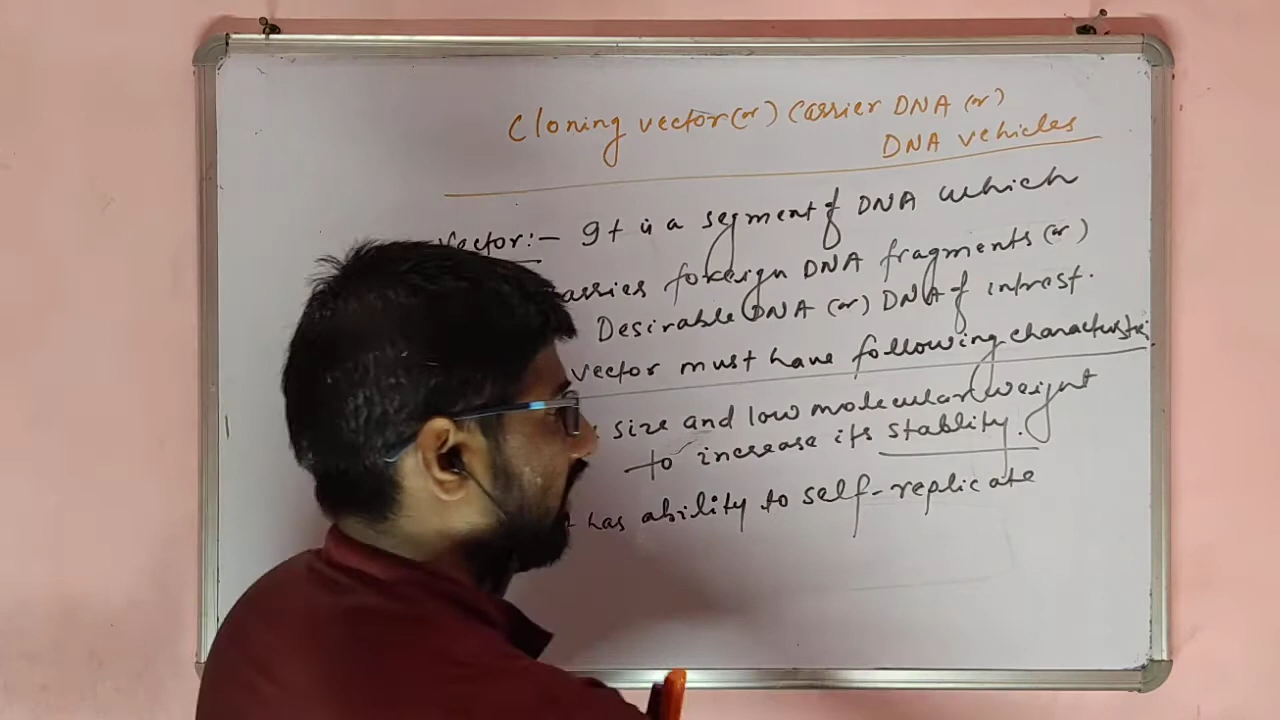 Cloning vector (or) Carrier DNA (or)
DNA vehicles
Vector:- It is a segment of DNA which
carries foreign DNA fragments (or)
Desirable DNA (or) DNA of intrest.
vector must have following characterstic
size and low molecular weight
to increase its stablity.
has ability to self-replicate